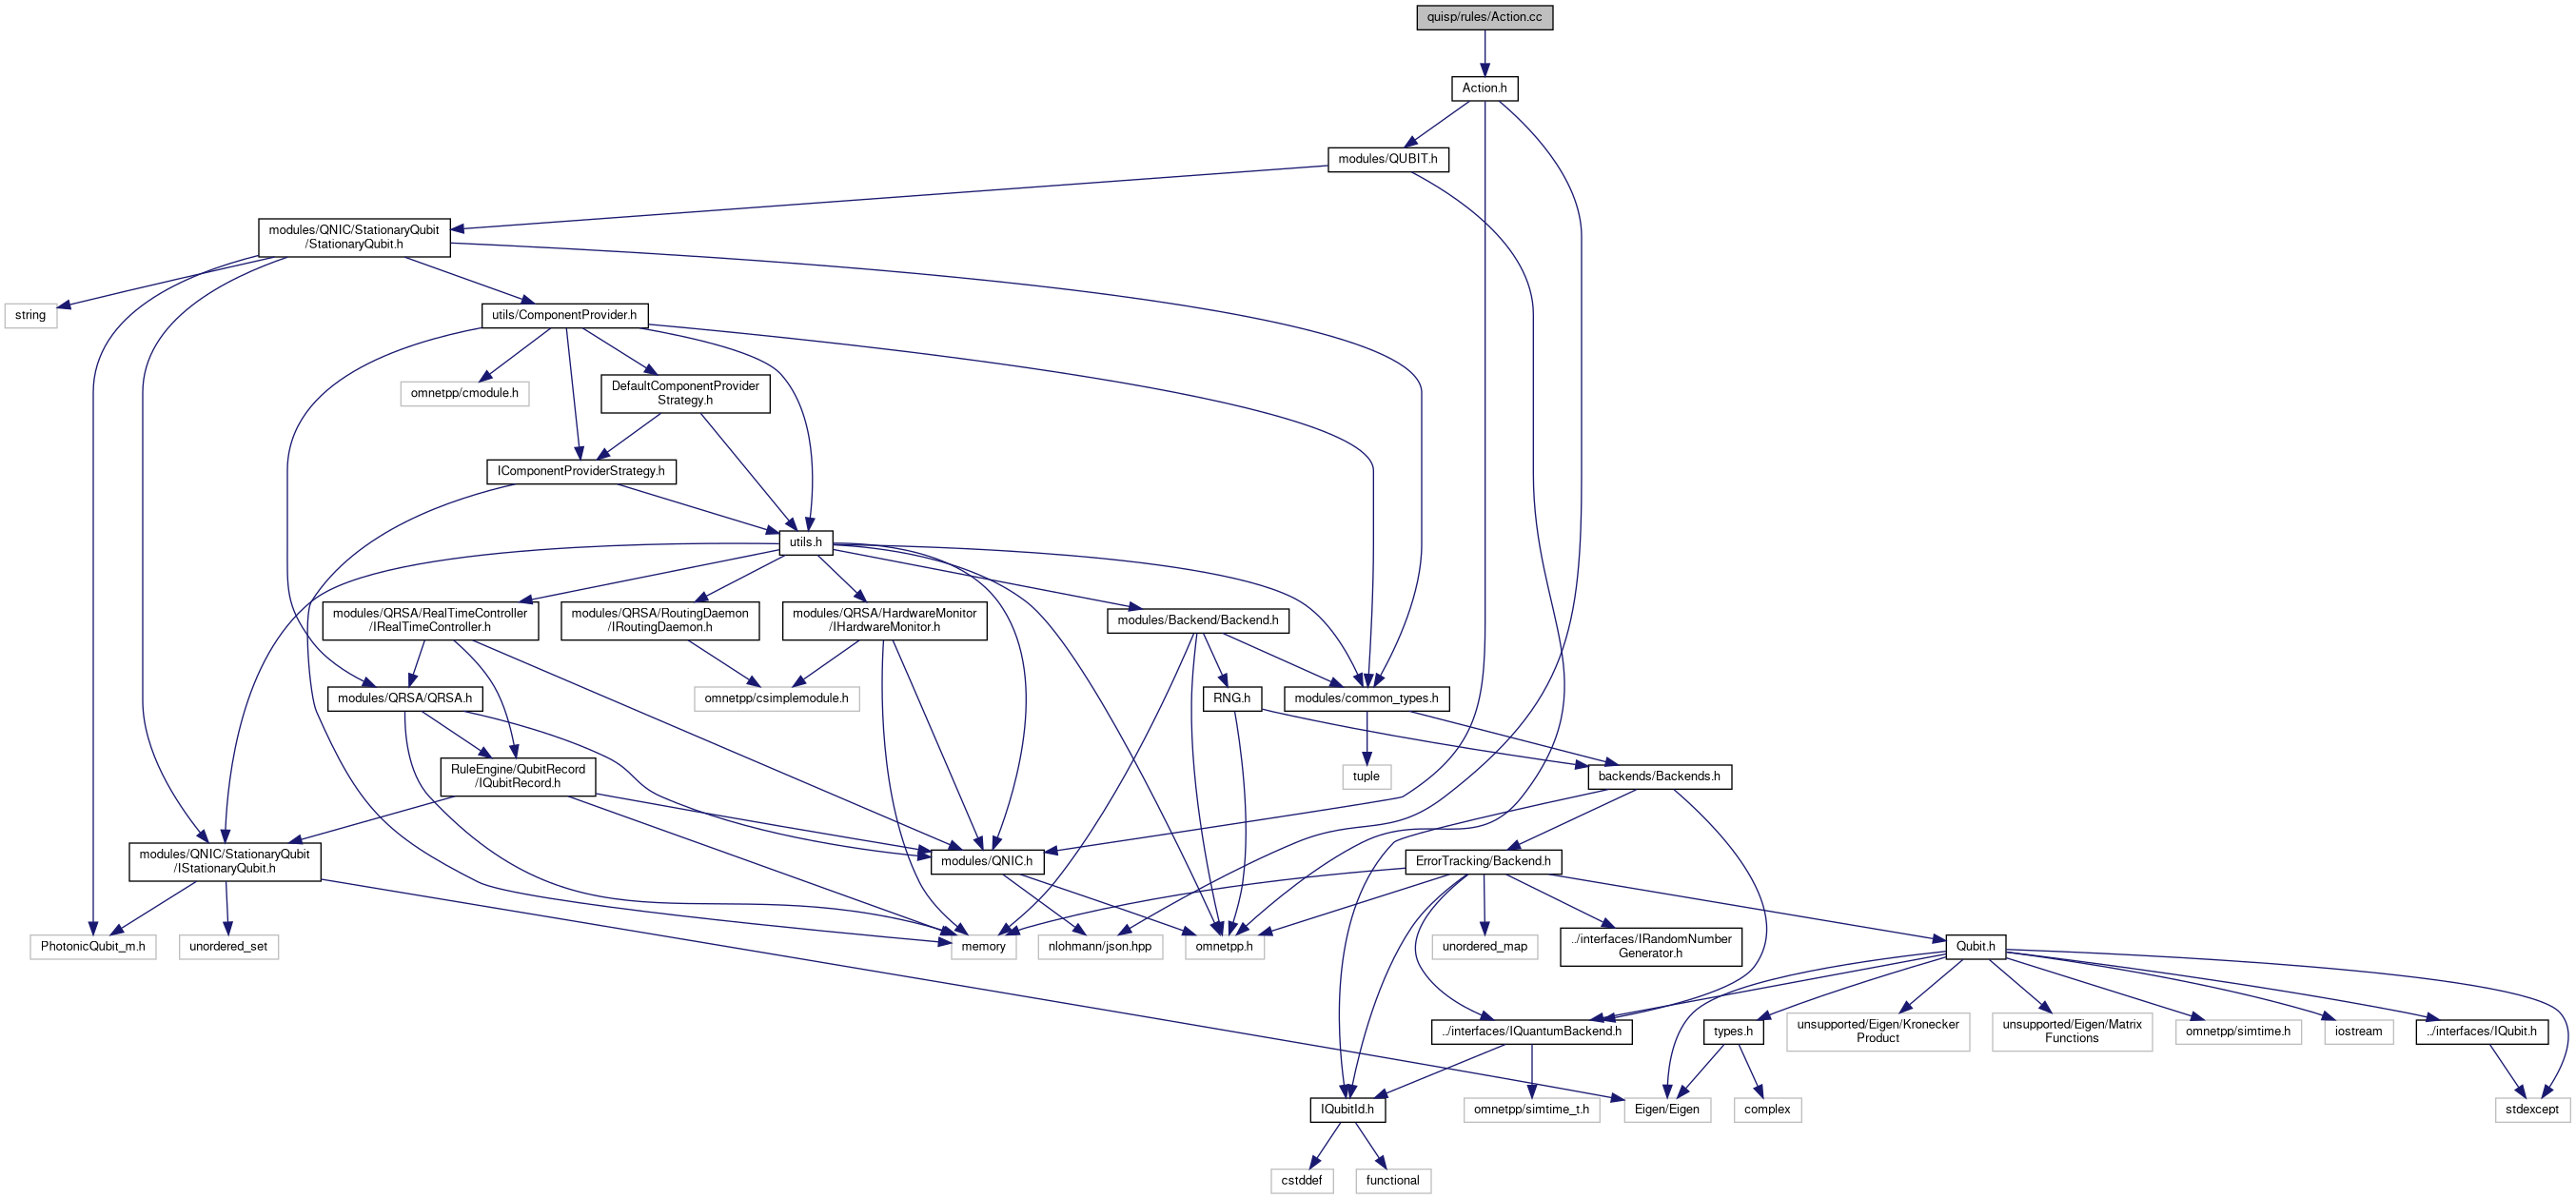 quisp/rules/Action.cc
Action.h
modules/QUBIT.h
modules/QNIC/StationaryQubit
/StationaryQubit.h
string
utils/ComponentProvider.h
omnetpp/cmodule.h
DefaultComponentProvider
Strategy.h
IComponentProviderStrategy.h
utils.h
modules/QRSA/RealTimeController
/IRealTimeController.h
modules/QRSA/RoutingDaemon
/IRoutingDaemon.h
modules/QRSA/HardwareMonitor
/IHardwareMonitor.h
modules/Backend/Backend.h
modules/QRSA/QRSA.h
omnetpp/csimplemodule.h
RNG.h
modules/common_types.h
RuleEngine/QubitRecord
/IQubitRecord.h
tuple
backends/Backends.h
modules/QNIC/StationaryQubit
/IStationaryQubit.h
modules/QNIC.h
ErrorTracking/Backend.h
PhotonicQubit_m.h
unordered_set
memory
nlohmann/json.hpp
omnetpp.h
unordered_map
../interfaces/IRandomNumber
Generator.h
Qubit.h
../interfaces/IQuantumBackend.h
types.h
unsupported/Eigen/Kronecker
Product
unsupported/Eigen/Matrix
Functions
omnetpp/simtime.h
iostream
../interfaces/IQubit.h
IQubitId.h
omnetpp/simtime_t.h
Eigen/Eigen
complex
stdexcept
cstddef
functional